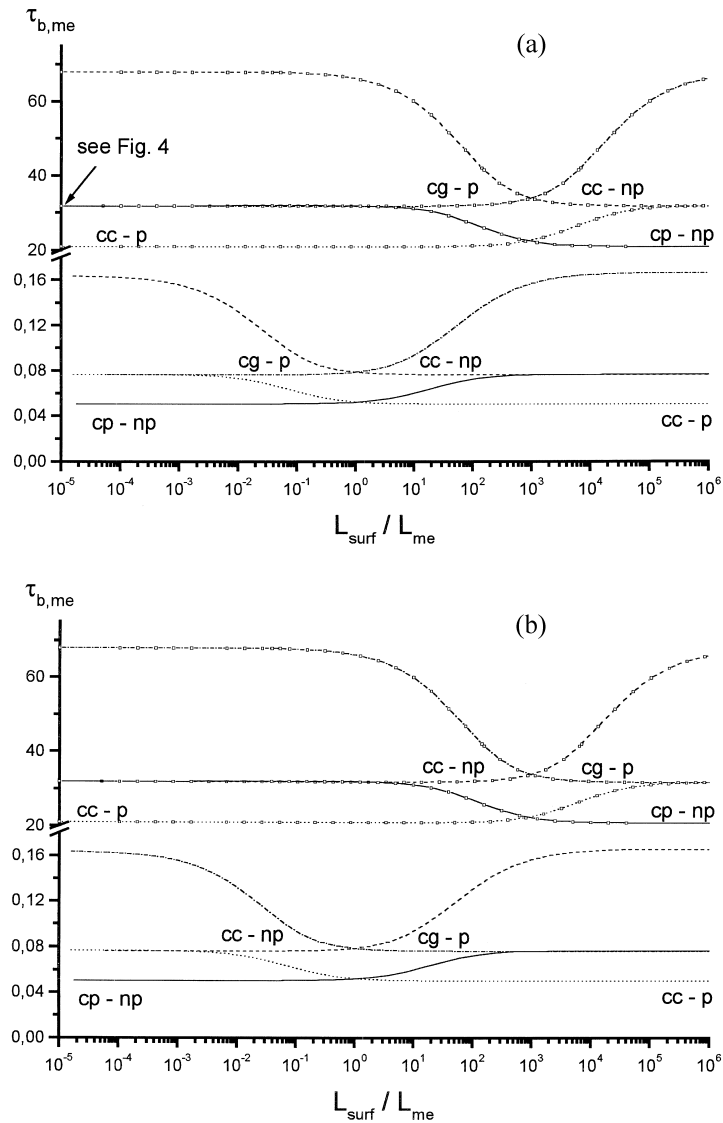 τb,me
(a)
60
see Fig. 4
40
cg - p
cc - np
cc - p
cp - np
20
0,16
0,12
cg - p
cc - np
0,08
0,04
cp - np
cc - p
0,00
10-5 10-4 10-3 10-2 10-1 100 101 102 103 104 105 106
Lsurf / Lme
τb,me
(b)
60
40
cc - np
cg - p
cc - p
cp - np
20
0,16
0,12
cc - np
cg - p
0,08
0,04
cp - np
cc - p
0,00
10-5 10-4 10-3 10-2 10-1 100 101 102 103 104 105 106
Lsurf / Lme